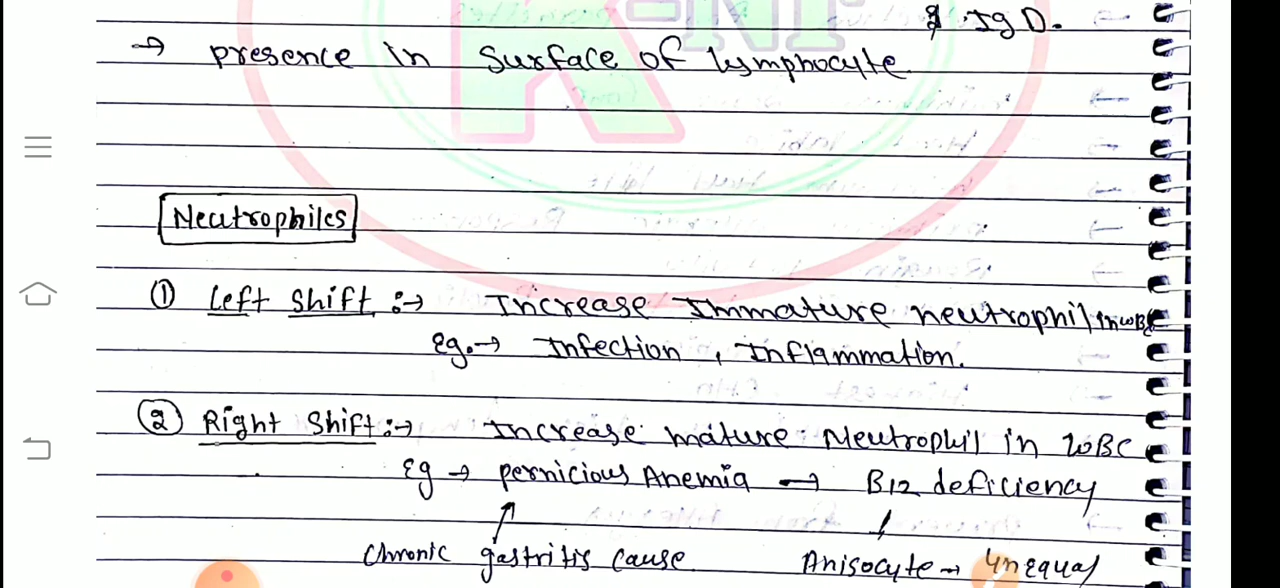 & IgD.
→ presence in Surface of lymphocyte.
Neutrophiles
① Left Shift :→ Increase Immature neutrophil in WBC
Eg. → Infection, Inflammation.
② Right Shift :→ Increase mature Neutrophil in WBC
Eg → pernicious Anemia → B12 deficiency
Chronic gastritis cause Anisocyte → Unequal